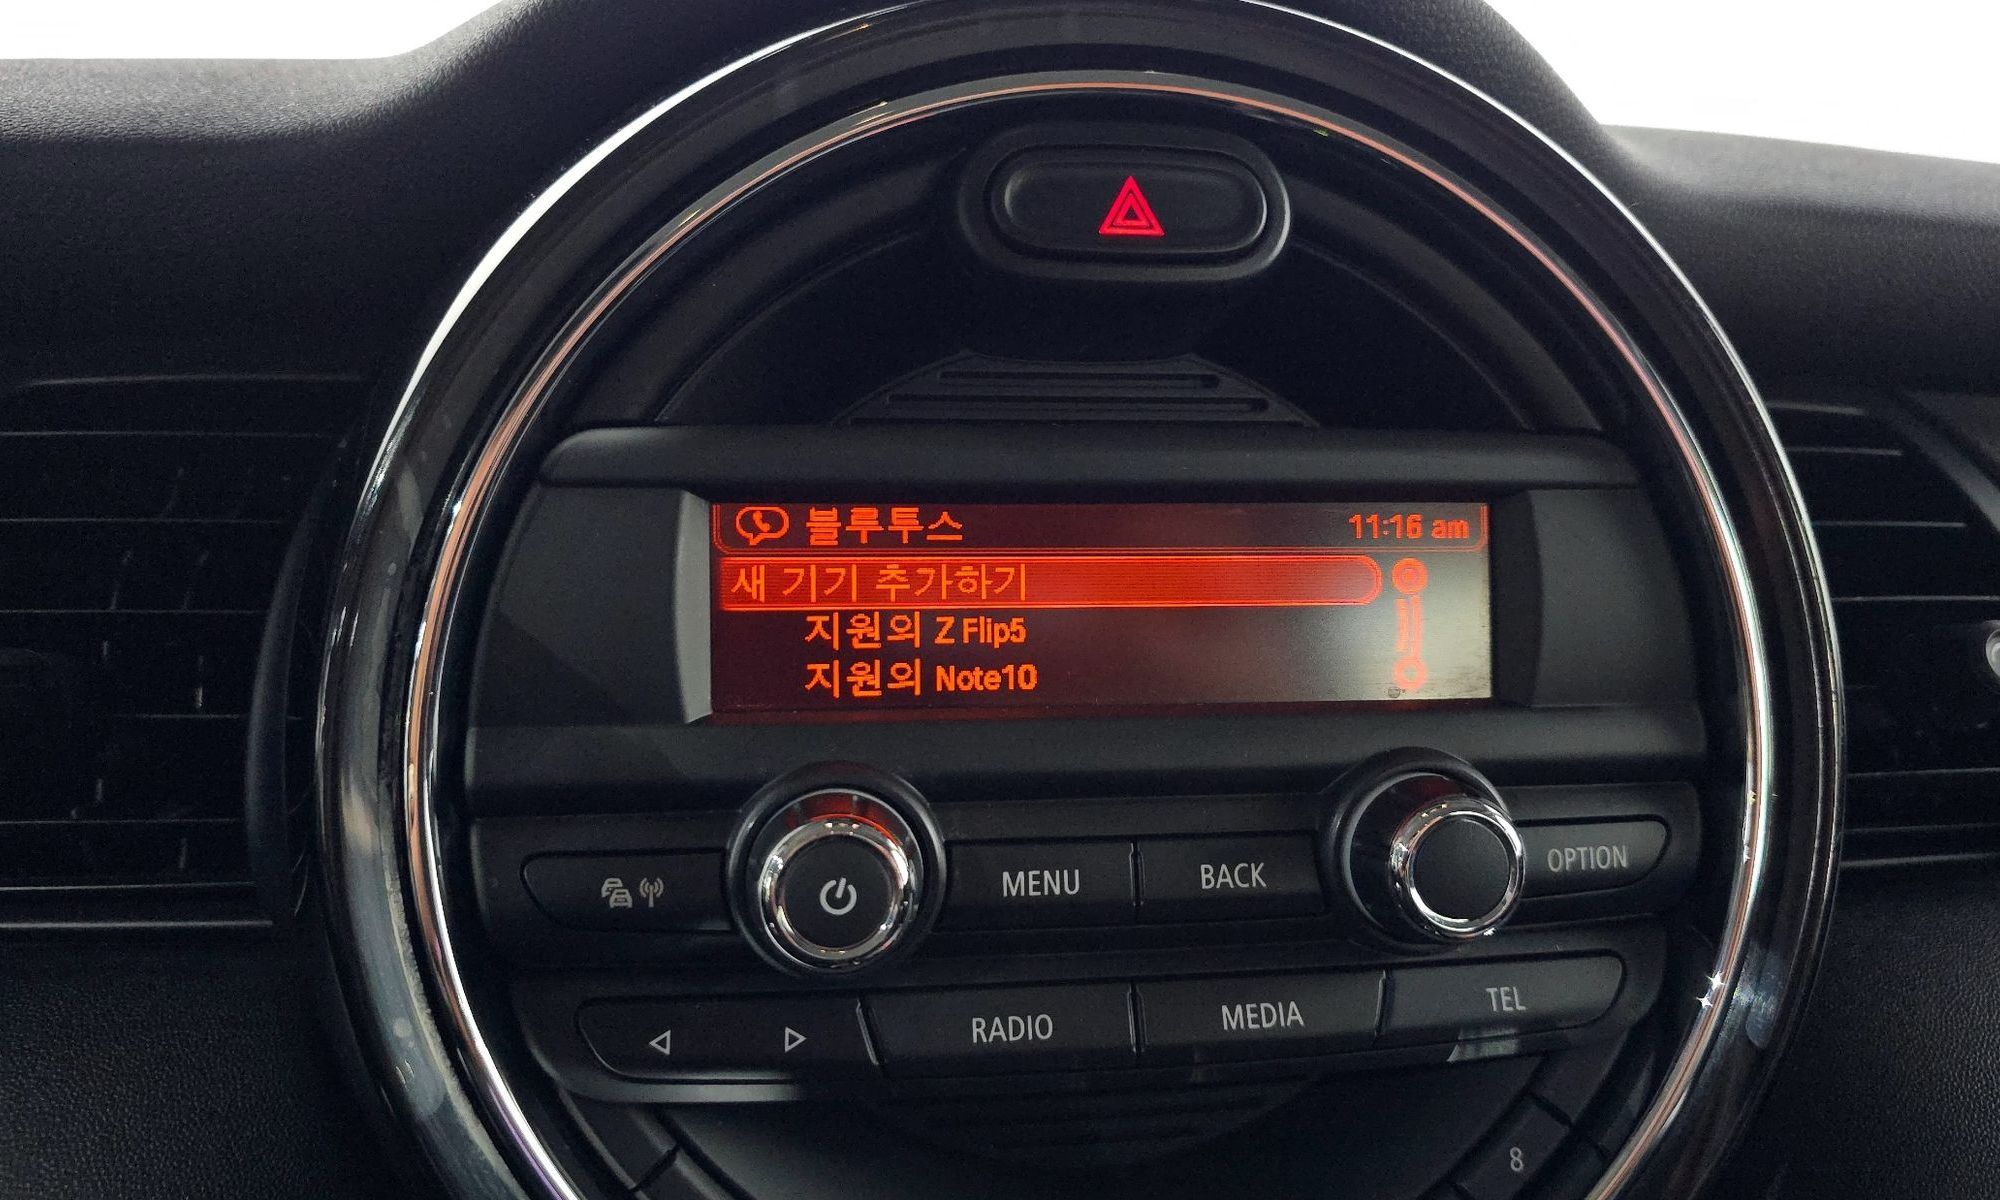 블루투스 11:16 am
새 기기 추가하기
지원의 Z Flip5
지원의 Note10
MENU BACK OPTION
RADIO MEDIA TEL
8